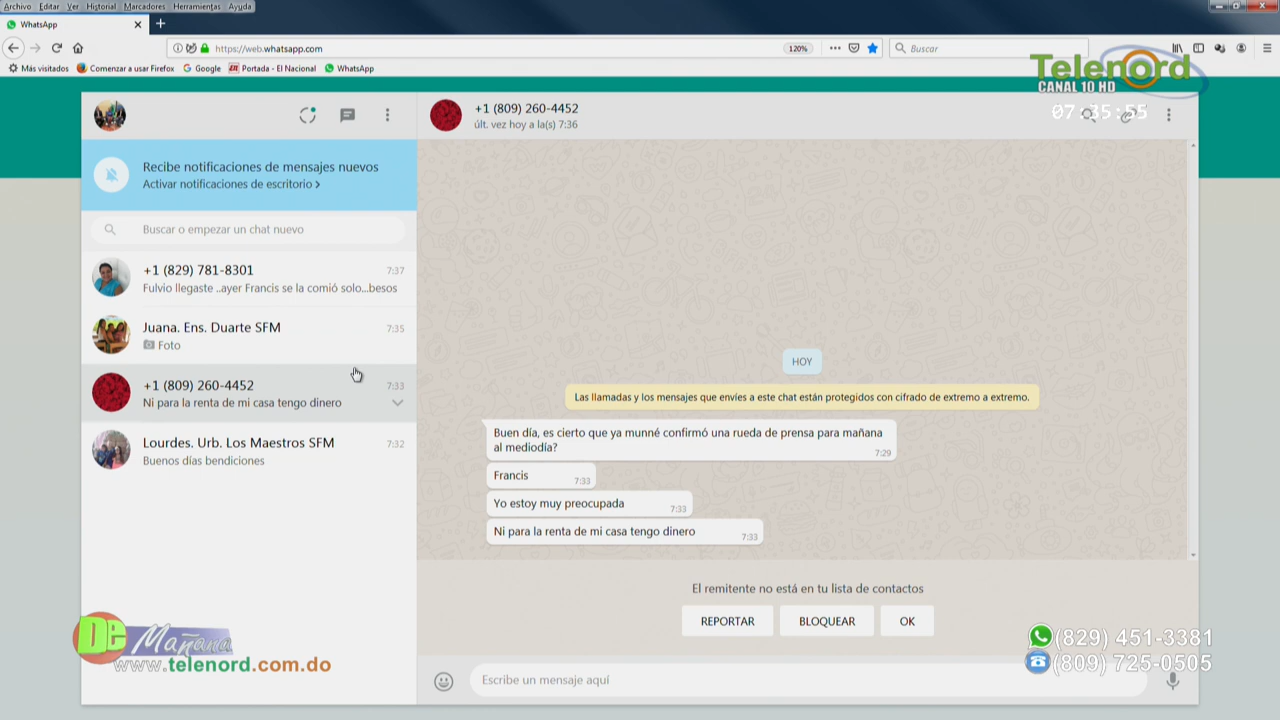 Archivo Editar Ver Historial Marcadores Herramientas Ayuda
WhatsApp
https://web.whatsapp.com
120%
Buscar
Más visitados Comenzar a usar Firefox Google Portada - El Nacional WhatsApp
Telenord
CANAL 10 HD
07:35:55
+1 (809) 260-4452
últ. vez hoy a la(s) 7:36
Recibe notificaciones de mensajes nuevos
Activar notificaciones de escritorio >
Buscar o empezar un chat nuevo
+1 (829) 781-8301 7:37
Fulvio llegaste ..ayer Francis se la comió solo...besos
Juana. Ens. Duarte SFM 7:35
Foto
+1 (809) 260-4452 7:33
Ni para la renta de mi casa tengo dinero
Lourdes. Urb. Los Maestros SFM 7:32
Buenos días bendiciones
HOY
Las llamadas y los mensajes que envíes a este chat están protegidos con cifrado de extremo a extremo.
Buen día, es cierto que ya munné confirmó una rueda de prensa para mañana
al mediodía? 7:29
Francis 7:33
Yo estoy muy preocupada 7:33
Ni para la renta de mi casa tengo dinero 7:33
El remitente no está en tu lista de contactos
REPORTAR BLOQUEAR OK
Escribe un mensaje aquí
De Mañana
www.telenord.com.do
(829) 451-3381
(809) 725-0505